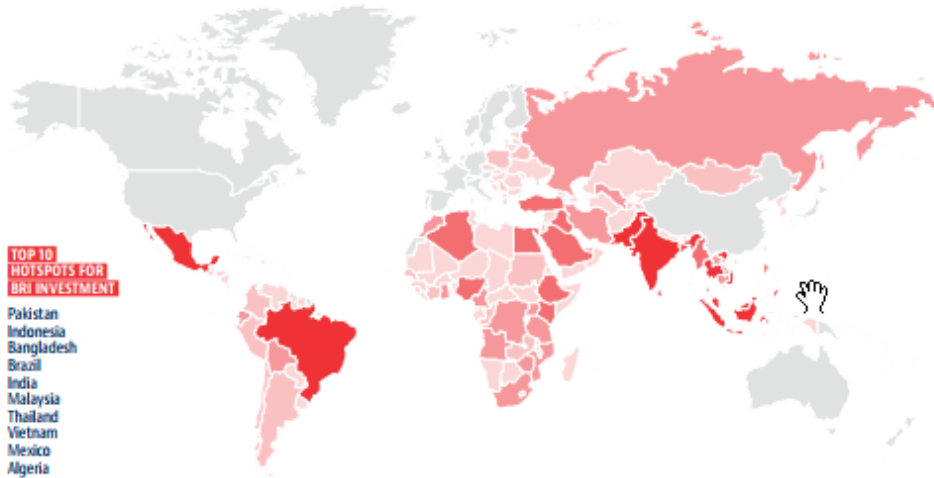 TOP 10
HOTSPOTS FOR
BRI INVESTMENT
Pakistan
Indonesia
Bangladesh
Brazil
India
Malaysia
Thailand
Vietnam
Mexico
Algeria